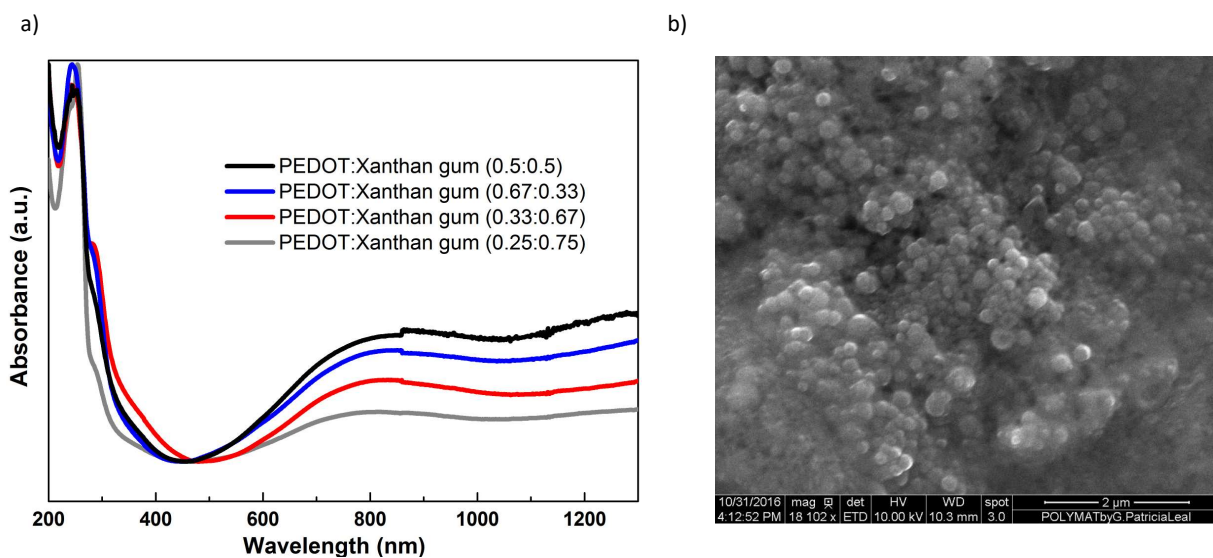 a)
b)
Absorbance (a.u.)
PEDOT:Xanthan gum (0.5:0.5)
PEDOT:Xanthan gum (0.67:0.33)
PEDOT:Xanthan gum (0.33:0.67)
PEDOT:Xanthan gum (0.25:0.75)
200 400 600 800 1000 1200
Wavelength (nm)
10/31/2016 mag det HV WD spot 2 µm
4:12:52 PM 18 102 x ETD 10.00 kV 10.3 mm 3.0 POLYMATbyG.PatriciaLeal